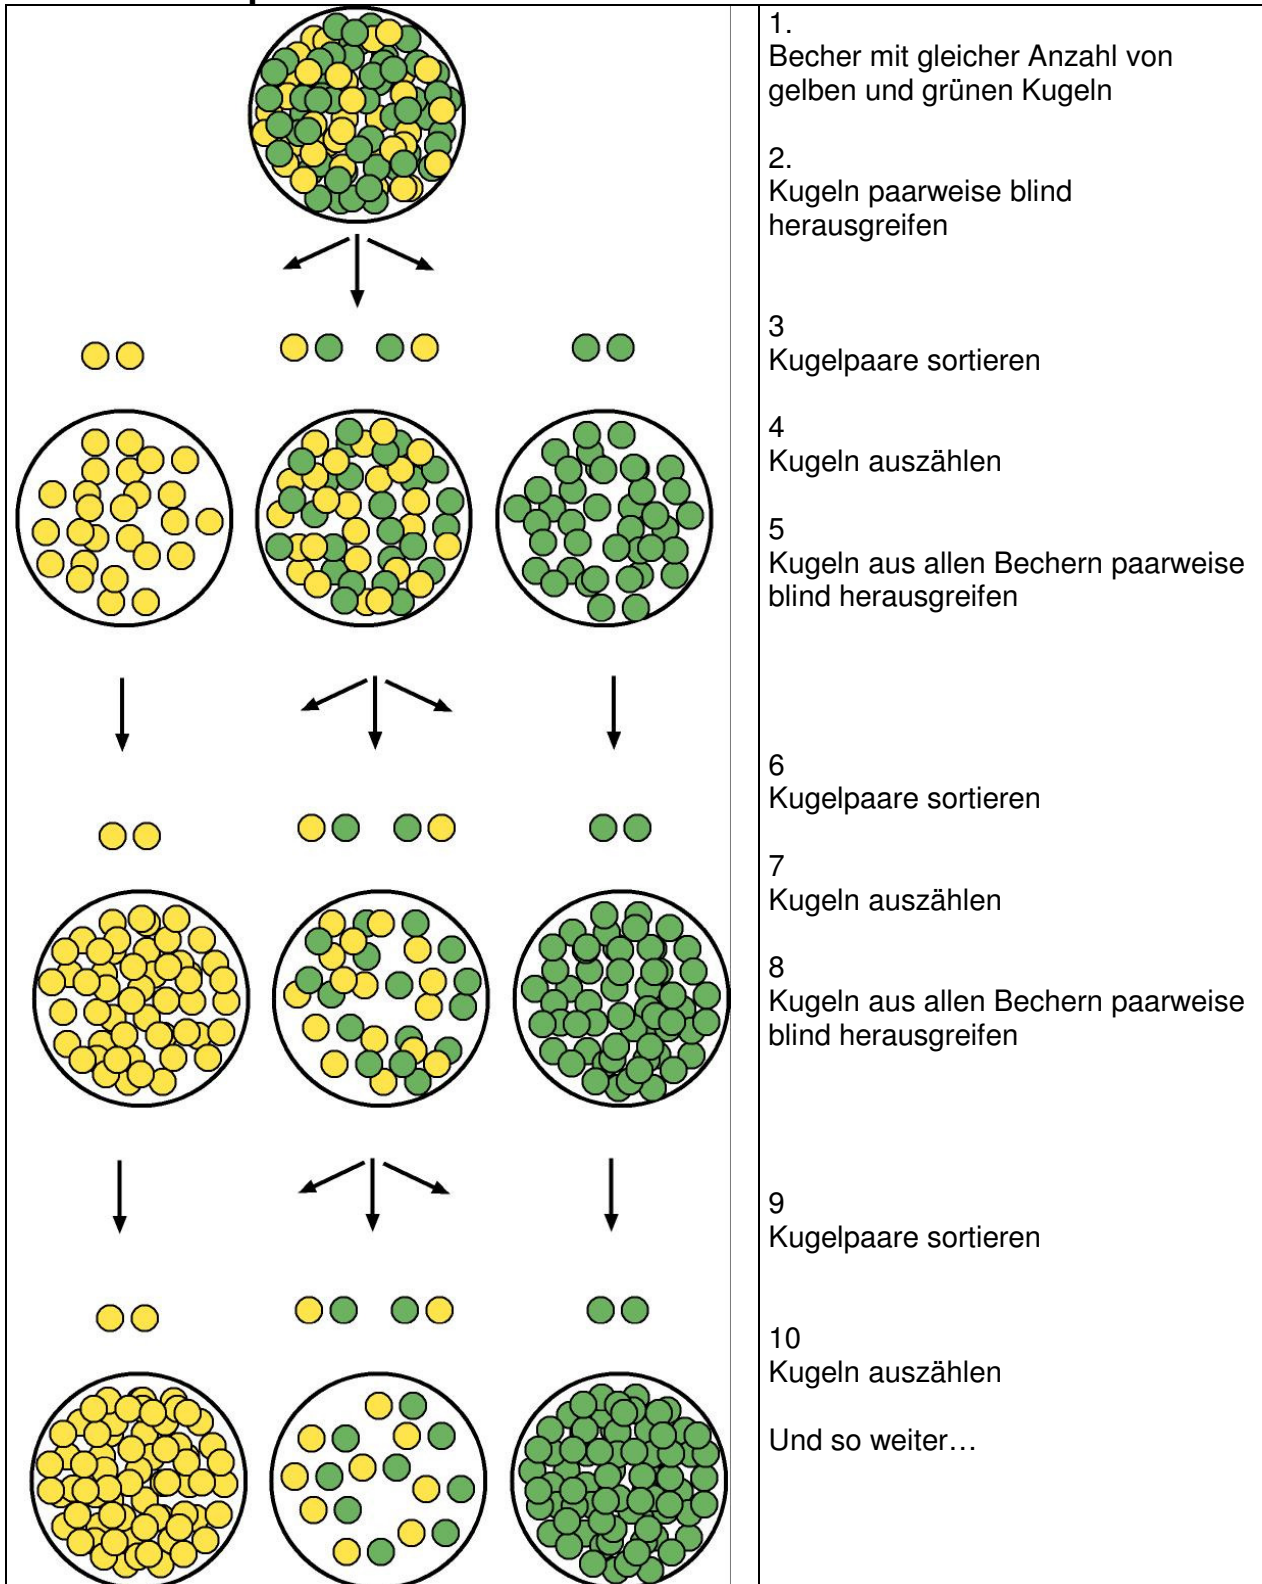 1.
Becher mit gleicher Anzahl von
gelben und grünen Kugeln
2.
Kugeln paarweise blind
herausgreifen
3
Kugelpaare sortieren
4
Kugeln auszählen
5
Kugeln aus allen Bechern paarweise
blind herausgreifen
6
Kugelpaare sortieren
7
Kugeln auszählen
8
Kugeln aus allen Bechern paarweise
blind herausgreifen
9
Kugelpaare sortieren
10
Kugeln auszählen
Und so weiter…